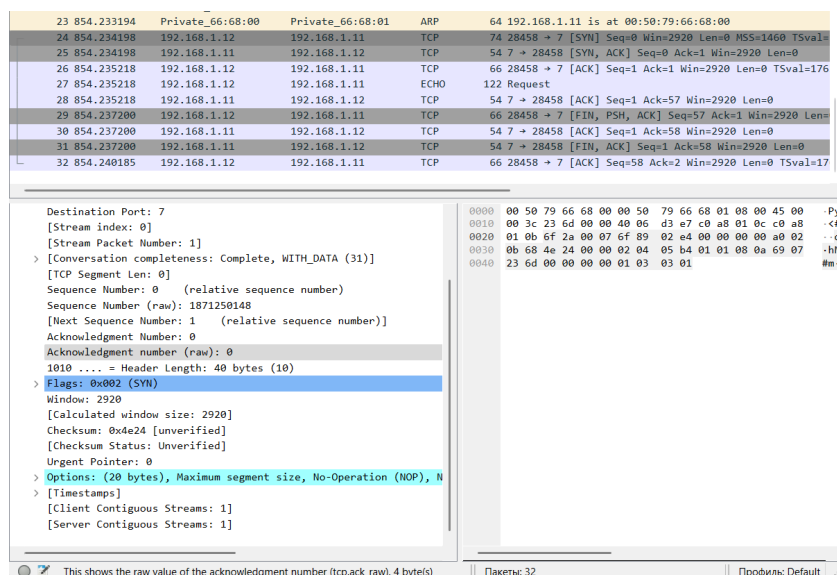 23 854.233194 Private_66:68:00 Private_66:68:01 ARP 64 192.168.1.11 is at 00:50:79:66:68:00
24 854.234198 192.168.1.12 192.168.1.11 TCP 74 28458 → 7 [SYN] Seq=0 Win=2920 Len=0 MSS=1460 TSval=
25 854.234198 192.168.1.11 192.168.1.12 TCP 54 7 → 28458 [SYN, ACK] Seq=0 Ack=1 Win=2920 Len=0
26 854.235218 192.168.1.12 192.168.1.11 TCP 66 28458 → 7 [ACK] Seq=1 Ack=1 Win=2920 Len=0 TSval=176
27 854.235218 192.168.1.12 192.168.1.11 ECHO 122 Request
28 854.235218 192.168.1.11 192.168.1.12 TCP 54 7 → 28458 [ACK] Seq=1 Ack=57 Win=2920 Len=0
29 854.237200 192.168.1.12 192.168.1.11 TCP 66 28458 → 7 [FIN, PSH, ACK] Seq=57 Ack=1 Win=2920 Len=
30 854.237200 192.168.1.11 192.168.1.12 TCP 54 7 → 28458 [ACK] Seq=1 Ack=58 Win=2920 Len=0
31 854.237200 192.168.1.11 192.168.1.12 TCP 54 7 → 28458 [FIN, ACK] Seq=1 Ack=58 Win=2920 Len=0
32 854.240185 192.168.1.12 192.168.1.11 TCP 66 28458 → 7 [ACK] Seq=58 Ack=2 Win=2920 Len=0 TSval=17
Destination Port: 7
[Stream index: 0]
[Stream Packet Number: 1]
[Conversation completeness: Complete, WITH_DATA (31)]
[TCP Segment Len: 0]
Sequence Number: 0 (relative sequence number)
Sequence Number (raw): 1871250148
[Next Sequence Number: 1 (relative sequence number)]
Acknowledgment Number: 0
Acknowledgment number (raw): 0
1010 .... = Header Length: 40 bytes (10)
Flags: 0x002 (SYN)
Window: 2920
[Calculated window size: 2920]
Checksum: 0x4e24 [unverified]
[Checksum Status: Unverified]
Urgent Pointer: 0
Options: (20 bytes), Maximum segment size, No-Operation (NOP), N
[Timestamps]
[Client Contiguous Streams: 1]
[Server Contiguous Streams: 1]
0000 00 50 79 66 68 00 00 50 79 66 68 01 08 00 45 00 ·Py
0010 00 3c 23 6d 00 00 40 06 d3 e7 c0 a8 01 0c c0 a8 ·<#
0020 01 0b 6f 2a 00 07 6f 89 02 e4 00 00 00 00 a0 02
0030 0b 68 4e 24 00 00 02 04 05 b4 01 01 08 0a 69 07
0040 23 6d 00 00 00 00 01 03 03 01 #m
This shows the raw value of the acknowledgment number (tcp.ack_raw), 4 byte(s)
Пакеты: 32
Профиль: Default